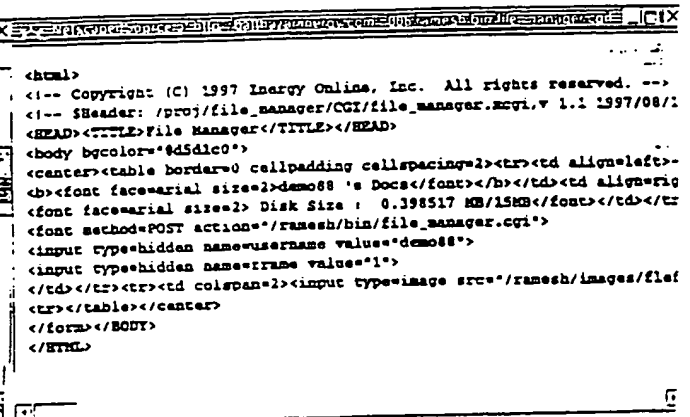 <html>
<!-- Copyright (C) 1997 Inergy Online, Inc. All rights reserved. -->
<!-- $Header: /proj/file_manager/CGI/file_manager.mcgi,v 1.1 1997/08/1
<HEAD><TITLE>File Manager</TITLE></HEAD>
<body bgcolor="#d5d1c0">
<center><table border=0 cellpadding cellspacing=2><tr><td align=left>
<b><font face=arial size=2>demo88 's Docs</font></b></td><td align=rig
<font face=arial size=2> Disk Size : 0.398517 MB/15MB</font></td></tr
<form method=POST action="/ramesh/bin/file_manager.cgi">
<input type=hidden name=username value="demo88">
<input type=hidden name=frame value="1">
</td></tr><tr><td colspan=2><input type=image src="/ramesh/images/flef
<tr></table></center>
</form></BODY>
</HTML>